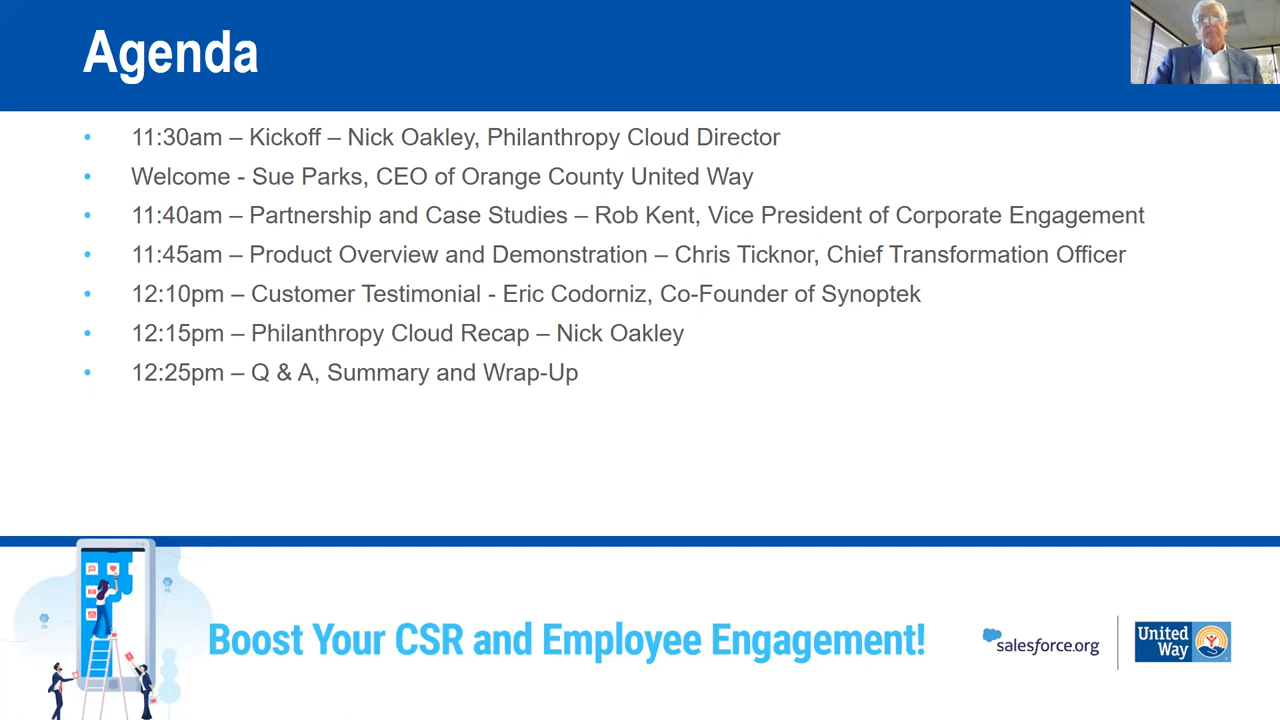 Agenda
• 11:30am – Kickoff – Nick Oakley, Philanthropy Cloud Director
• Welcome - Sue Parks, CEO of Orange County United Way
• 11:40am – Partnership and Case Studies – Rob Kent, Vice President of Corporate Engagement
• 11:45am – Product Overview and Demonstration – Chris Ticknor, Chief Transformation Officer
• 12:10pm – Customer Testimonial - Eric Codorniz, Co-Founder of Synoptek
• 12:15pm – Philanthropy Cloud Recap – Nick Oakley
• 12:25pm – Q & A, Summary and Wrap-Up
Boost Your CSR and Employee Engagement!
salesforce.org
United
Way